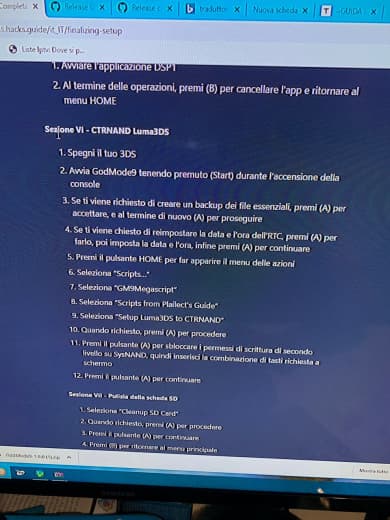 Release
Release
traduttor
Nuova scheda
s.hacks.guide/it_IT/finalizing-setup
Liste Iptv Dove si p...
1. Avviare l'applicazione DSP1
2. Al termine delle operazioni, premi (B) per cancellare l'app e ritornare al
menu HOME
Sezione VI - CTRNAND Luma3DS
1. Spegni il tuo 3DS
2. Avvia GodMode9 tenendo premuto (Start) durante l'accensione della
console
3. Se ti viene richiesto di creare un backup dei file essenziali, premi (A) per
accettare, e al termine di nuovo (A) per proseguire
4. Se ti viene chiesto di reimpostare la data e l'ora dell'RTC, premi (A) per
farlo, poi imposta la data e l'ora, infine premi (A) per continuare
5. Premi il pulsante HOME per far apparire il menu delle azioni
6. Seleziona "Scripts..."
7. Seleziona "GM9Megascript"
8. Seleziona "Scripts from Plailect's Guide"
9. Seleziona "Setup Luma3DS to CTRNAND"
10. Quando richiesto, premi (A) per procedere
11. Premi il pulsante (A) per sbloccare i permessi di scrittura di secondo
livello su SysNAND, quindi inserisci la combinazione di tasti richiesta a
schermo
12. Premi il pulsante (A) per continuare
Sezione VII - Pulizia della scheda SD
1. Seleziona "Cleanup SD Card"
2. Quando richiesto, premi (A) per procedere
3. Premi il pulsante (A) per continuare
4. Premi (B) per ritornare al menu principale
Mostra tutto